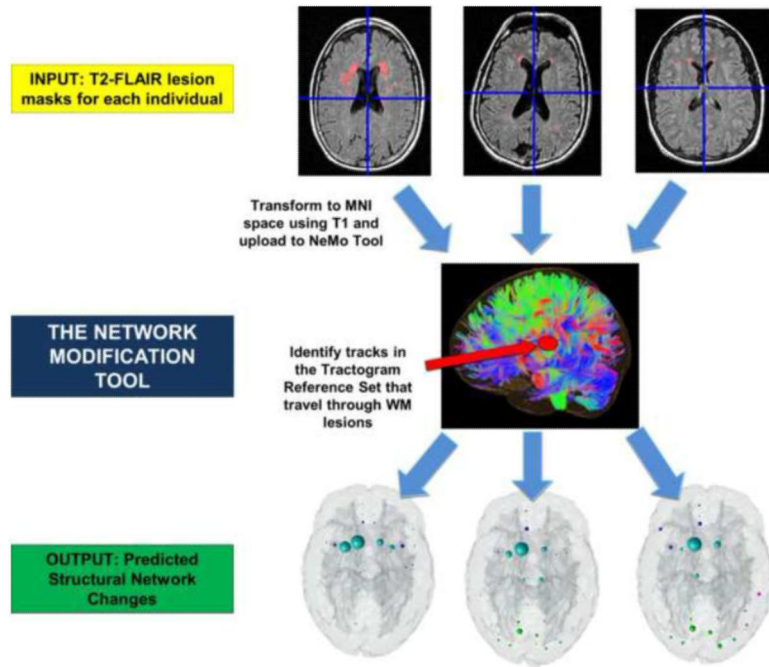 INPUT: T2-FLAIR lesion
masks for each individual
Transform to MNI
space using T1 and
upload to NeMo Tool
THE NETWORK
MODIFICATION
TOOL
Identify tracks in
the Tractogram
Reference Set that
travel through WM
lesions
OUTPUT: Predicted
Structural Network
Changes